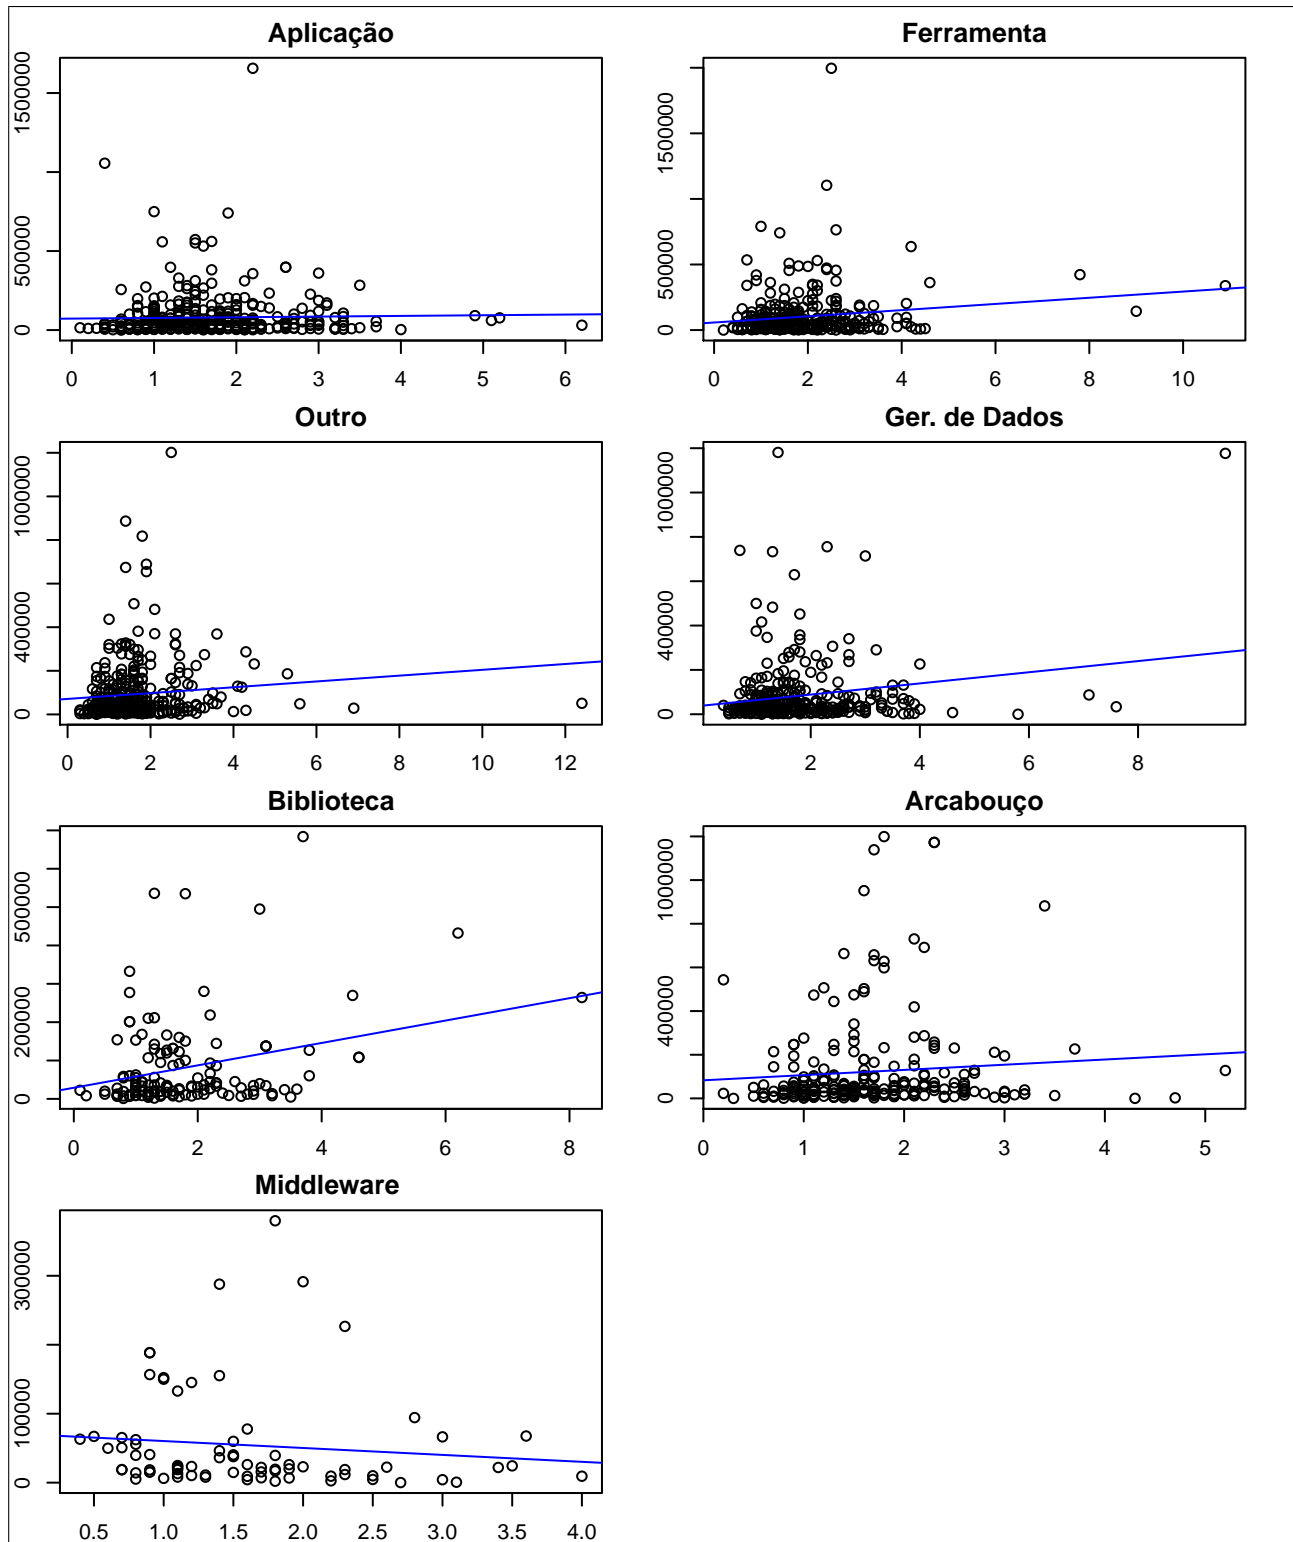 Aplicação
0 500000 1500000
0 1 2 3 4 5 6
Ferramenta
0 500000 1500000
0 2 4 6 8 10
Outro
0 400000 1000000
0 2 4 6 8 10 12
Ger. de Dados
0 400000 1000000
2 4 6 8
Biblioteca
0 200000 500000
0 2 4 6 8
Arcabouço
0 400000 1000000
0 1 2 3 4 5
Middleware
0 100000 300000
0.5 1.0 1.5 2.0 2.5 3.0 3.5 4.0